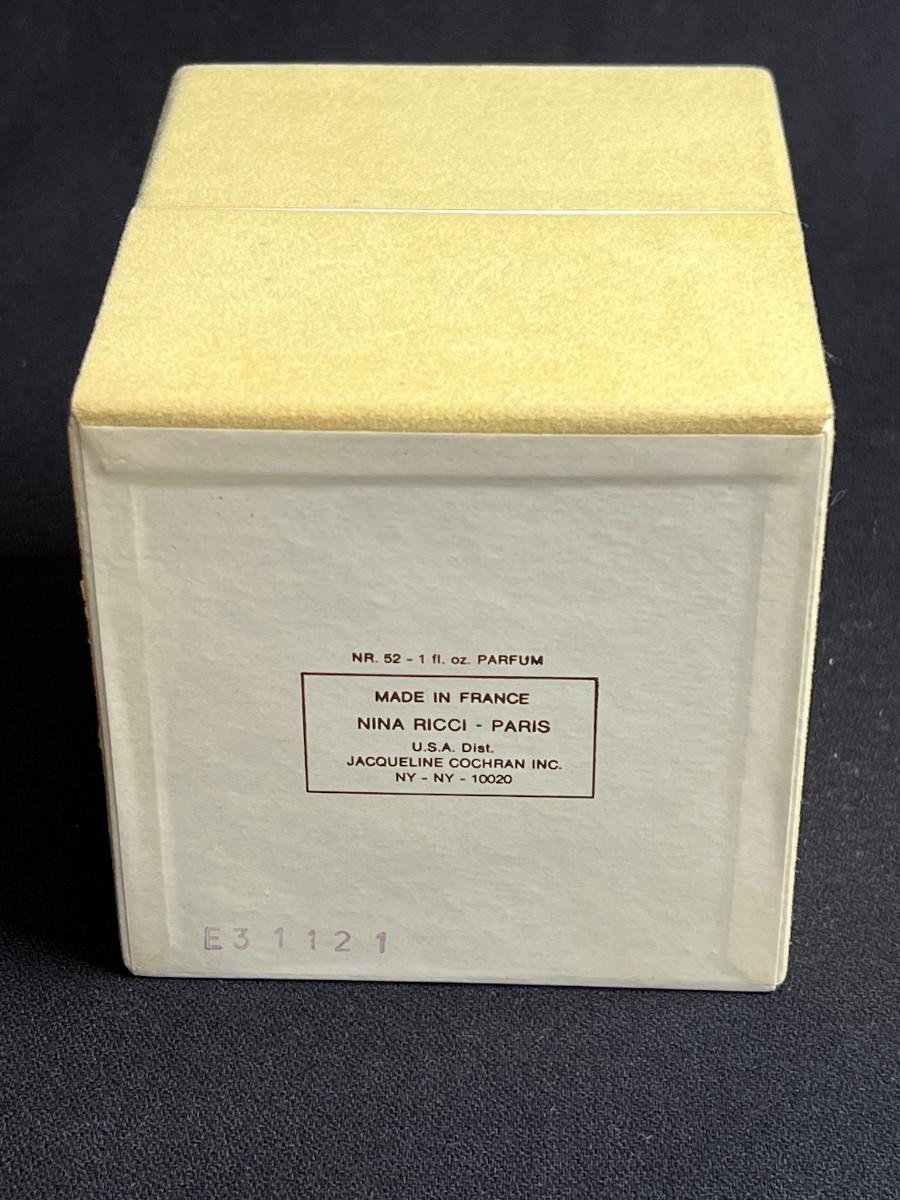 NR. 52 - 1 fl. oz. PARFUM
MADE IN FRANCE
NINA RICCI - PARIS
U.S.A. Dist.
JACQUELINE COCHRAN INC.
NY - NY - 10020
E31121